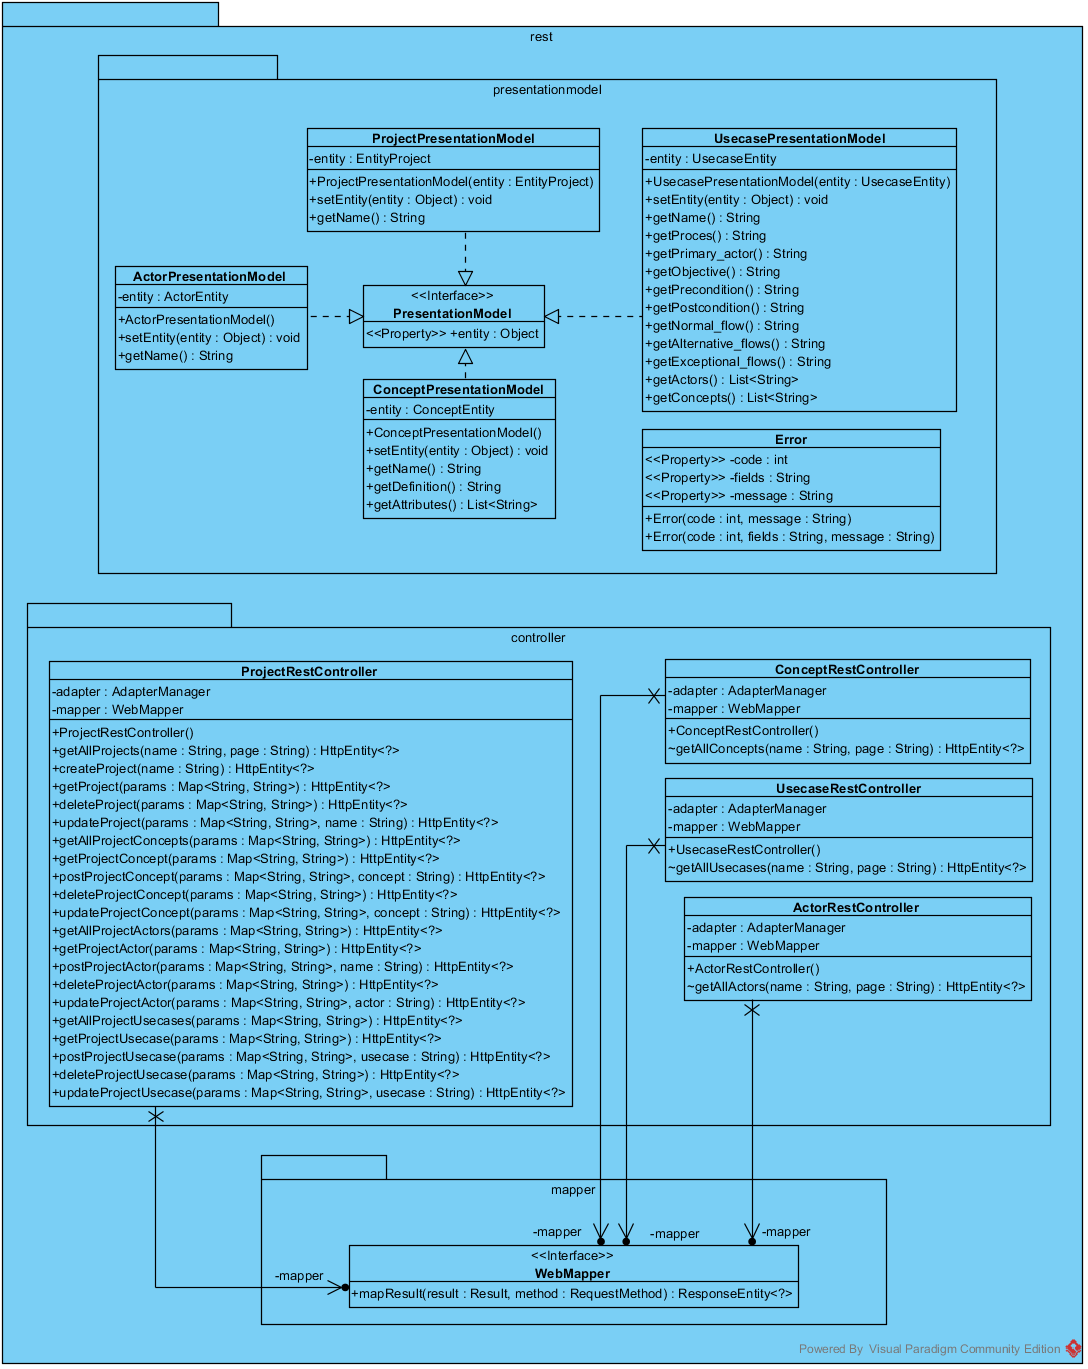 rest
presentationmodel
ProjectPresentationModel
-entity : EntityProject
+ProjectPresentationModel(entity : EntityProject)
+setEntity(entity : Object) : void
+getName() : String
UsecasePresentationModel
-entity : UsecaseEntity
+UsecasePresentationModel(entity : UsecaseEntity)
+setEntity(entity : Object) : void
+getName() : String
+getProces() : String
+getPrimary_actor() : String
+getObjective() : String
+getPrecondition() : String
+getPostcondition() : String
+getNormal_flow() : String
+getAlternative_flows() : String
+getExceptional_flows() : String
+getActors() : List<String>
+getConcepts() : List<String>
ActorPresentationModel
-entity : ActorEntity
+ActorPresentationModel()
+setEntity(entity : Object) : void
+getName() : String
<<Interface>>
PresentationModel
<<Property>> +entity : Object
ConceptPresentationModel
-entity : ConceptEntity
+ConceptPresentationModel()
+setEntity(entity : Object) : void
+getName() : String
+getDefinition() : String
+getAttributes() : List<String>
Error
<<Property>> -code : int
<<Property>> -fields : String
<<Property>> -message : String
+Error(code : int, message : String)
+Error(code : int, fields : String, message : String)
controller
ProjectRestController
-adapter : AdapterManager
-mapper : WebMapper
+ProjectRestController()
+getAllProjects(name : String, page : String) : HttpEntity<?>
+createProject(name : String) : HttpEntity<?>
+getProject(params : Map<String, String>) : HttpEntity<?>
+deleteProject(params : Map<String, String>) : HttpEntity<?>
+updateProject(params : Map<String, String>, name : String) : HttpEntity<?>
+getAllProjectConcepts(params : Map<String, String>) : HttpEntity<?>
+getProjectConcept(params : Map<String, String>) : HttpEntity<?>
+postProjectConcept(params : Map<String, String>, concept : String) : HttpEntity<?>
+deleteProjectConcept(params : Map<String, String>) : HttpEntity<?>
+updateProjectConcept(params : Map<String, String>, concept : String) : HttpEntity<?>
+getAllProjectActors(params : Map<String, String>) : HttpEntity<?>
+getProjectActor(params : Map<String, String>) : HttpEntity<?>
+postProjectActor(params : Map<String, String>, name : String) : HttpEntity<?>
+deleteProjectActor(params : Map<String, String>) : HttpEntity<?>
+updateProjectActor(params : Map<String, String>, actor : String) : HttpEntity<?>
+getAllProjectUsecases(params : Map<String, String>) : HttpEntity<?>
+getProjectUsecase(params : Map<String, String>) : HttpEntity<?>
+postProjectUsecase(params : Map<String, String>, usecase : String) : HttpEntity<?>
+deleteProjectUsecase(params : Map<String, String>) : HttpEntity<?>
+updateProjectUsecase(params : Map<String, String>, usecase : String) : HttpEntity<?>
ConceptRestController
-adapter : AdapterManager
-mapper : WebMapper
+ConceptRestController()
~getAllConcepts(name : String, page : String) : HttpEntity<?>
UsecaseRestController
-adapter : AdapterManager
-mapper : WebMapper
+UsecaseRestController()
~getAllUsecases(name : String, page : String) : HttpEntity<?>
ActorRestController
-adapter : AdapterManager
-mapper : WebMapper
+ActorRestController()
~getAllActors(name : String, page : String) : HttpEntity<?>
mapper
-mapper
-mapper
-mapper
-mapper
<<Interface>>
WebMapper
+mapResult(result : Result, method : RequestMethod) : ResponseEntity<?>
Powered By Visual Paradigm Community Edition